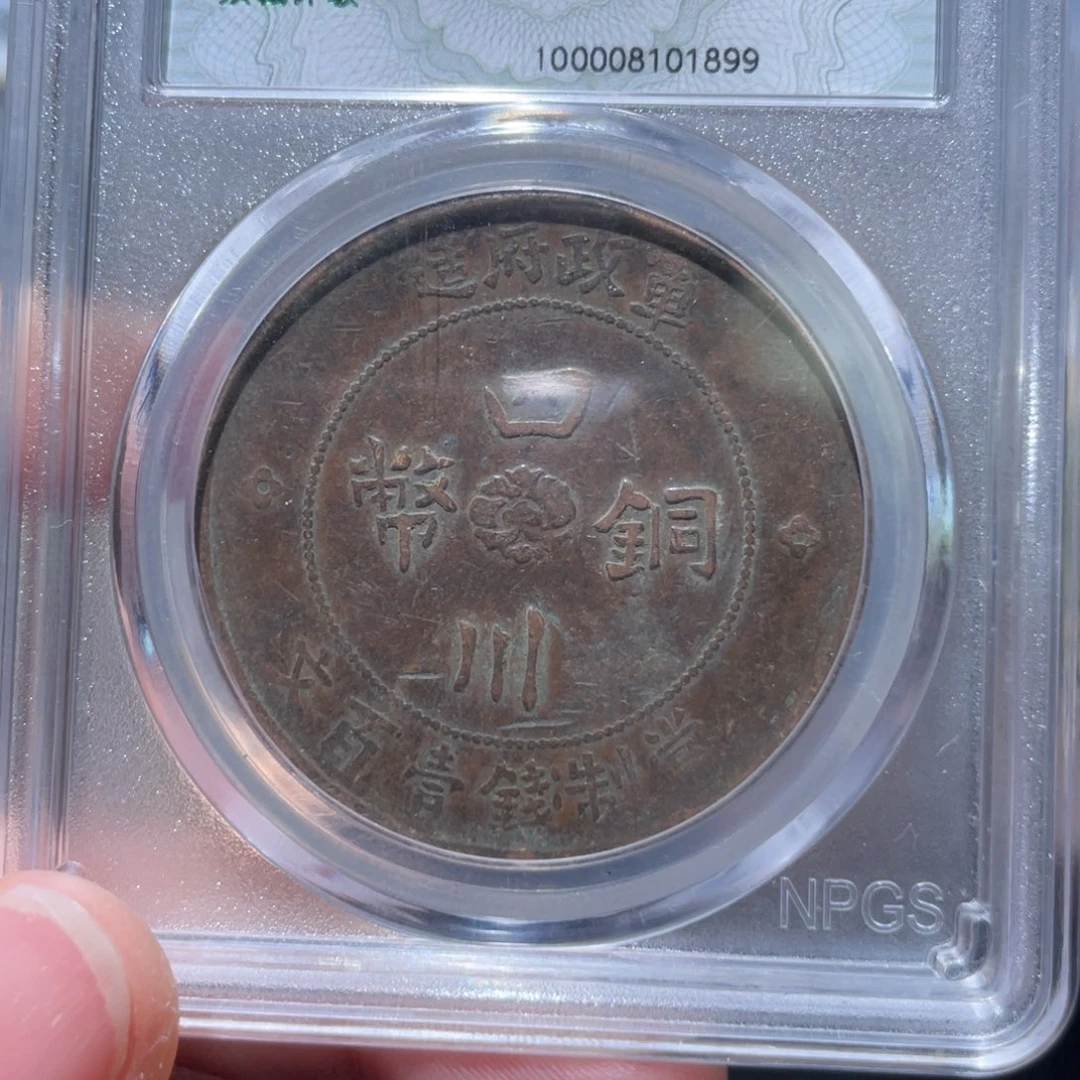 100008101899
軍政府造
四川
銅幣
當制錢壹百文
NPGS